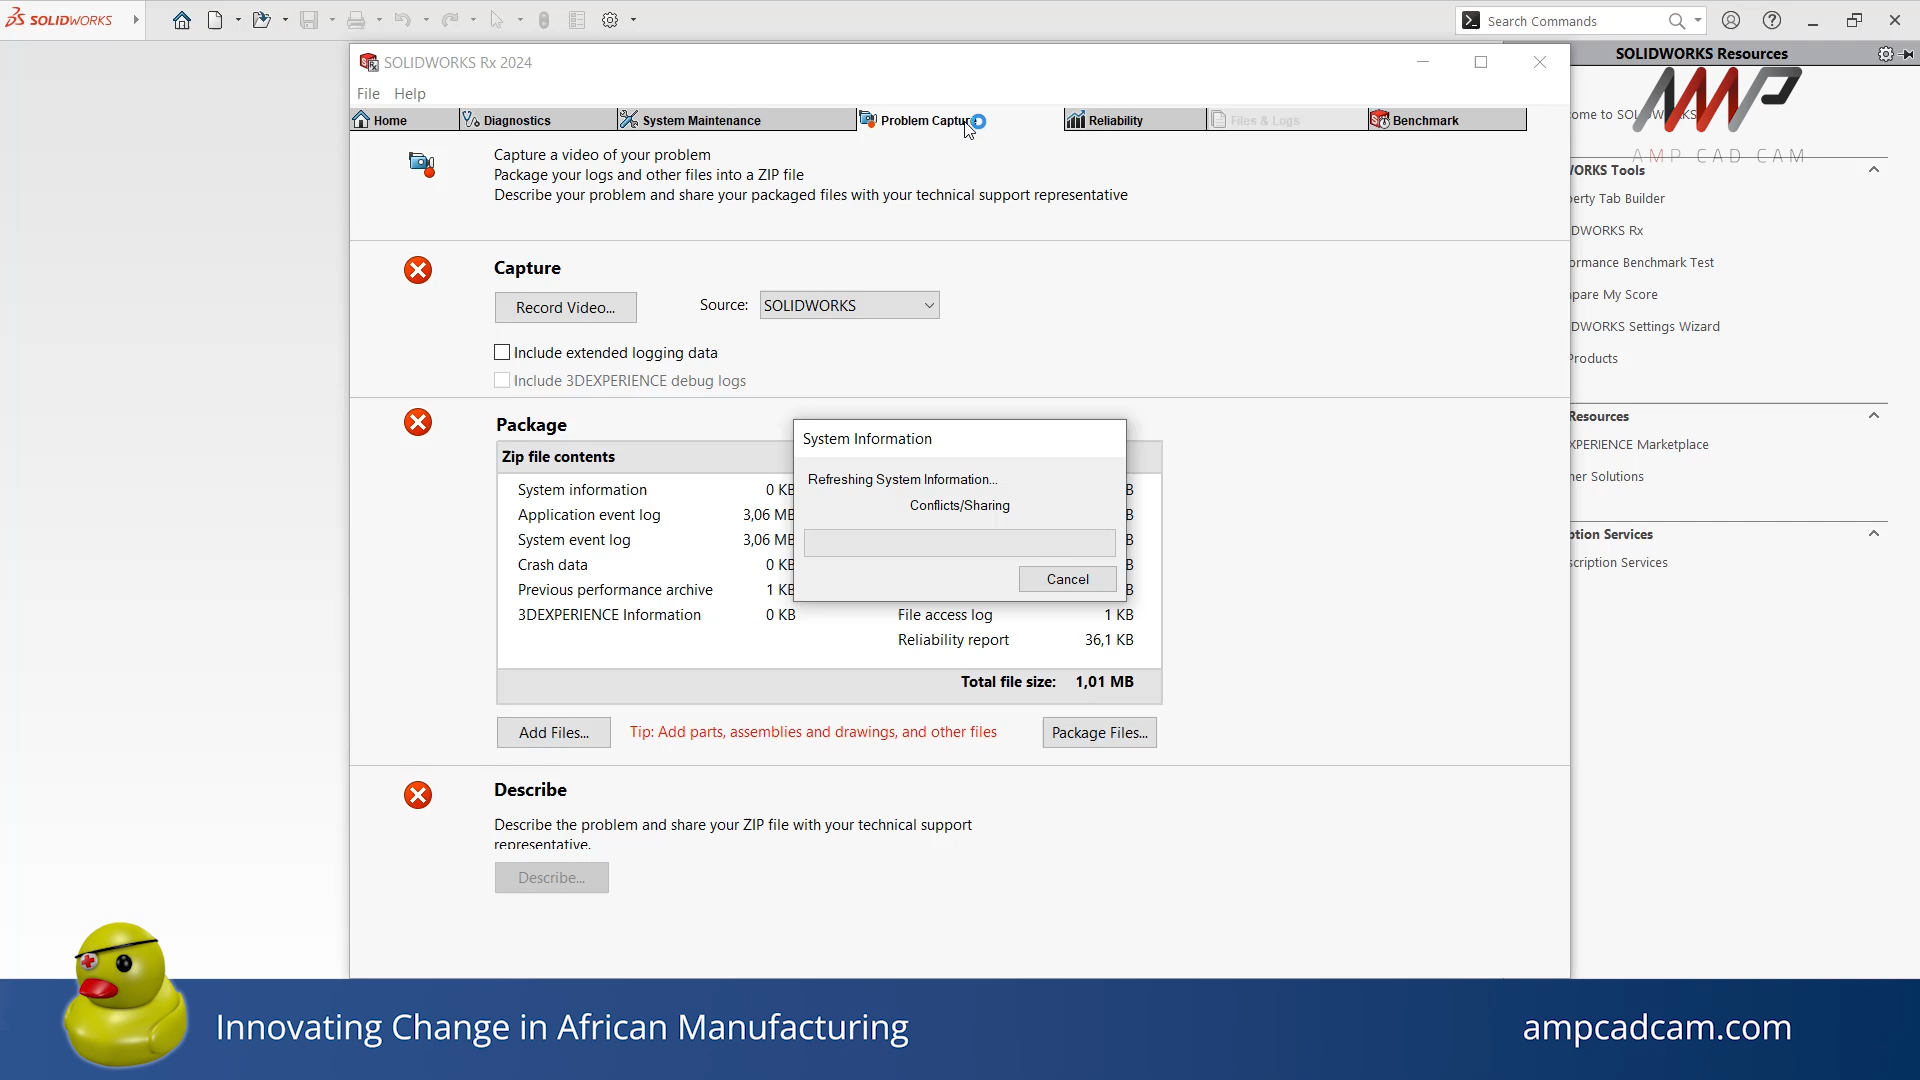 SOLIDWORKS
Search Commands
SOLIDWORKS Rx 2024
SOLIDWORKS Resources
File Help
Home Diagnostics System Maintenance Problem Capture Reliability Files & Logs Benchmark
AMP CAD CAM
Capture a video of your problem
Package your logs and other files into a ZIP file
Describe your problem and share your packaged files with your technical support representative
Capture
Record Video...
Source: SOLIDWORKS
Include extended logging data
Include 3DEXPERIENCE debug logs
Package
Zip file contents
System information 0 KB
Application event log 3,06 MB
System event log 3,06 MB
Crash data 0 KB
Previous performance archive 1 KB
3DEXPERIENCE Information 0 KB
File access log 1 KB
Reliability report 36,1 KB
Total file size: 1,01 MB
System Information
Refreshing System Information...
Conflicts/Sharing
Cancel
Add Files...
Tip: Add parts, assemblies and drawings, and other files
Package Files...
Describe
Describe the problem and share your ZIP file with your technical support
representative.
Describe...
ome to SOLIDWORKS
WORKS Tools
perty Tab Builder
IDWORKS Rx
ormance Benchmark Test
pare My Score
IDWORKS Settings Wizard
Products
Resources
XPERIENCE Marketplace
ner Solutions
ption Services
scription Services
Innovating Change in African Manufacturing
ampcadcam.com